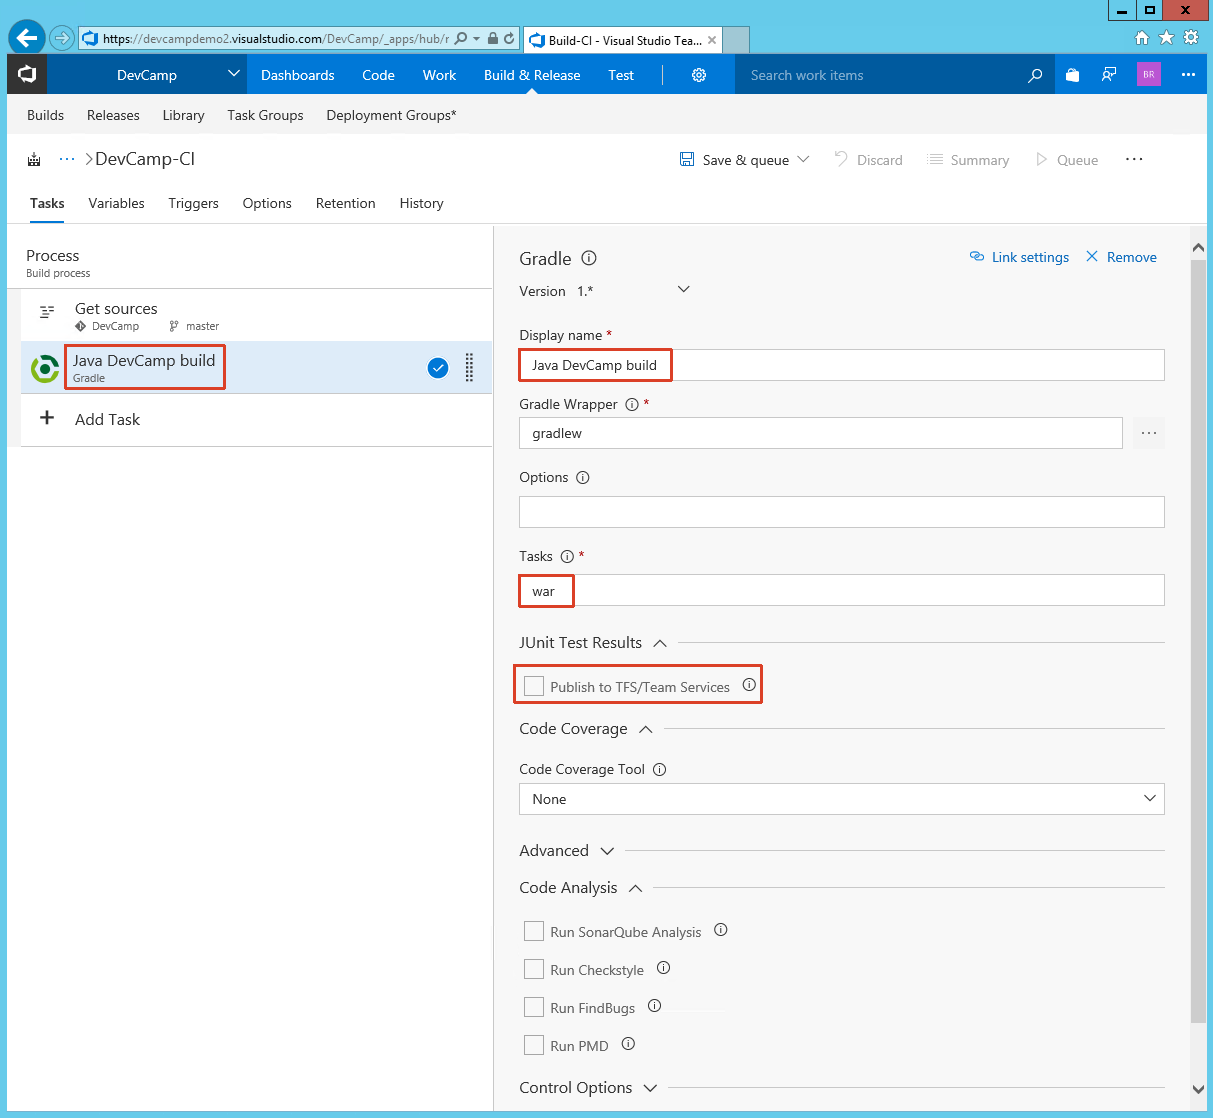 https://devcampdemo2.visualstudio.com/DevCamp/_apps/hub/r
Build-CI - Visual Studio Tea...
DevCamp
Dashboards
Code
Work
Build & Release
Test
Search work items
BR
Builds
Releases
Library
Task Groups
Deployment Groups*
DevCamp-CI
Save & queue
Discard
Summary
Queue
Tasks
Variables
Triggers
Options
Retention
History
Process
Build process
Get sources
DevCamp
master
Java DevCamp build
Gradle
Add Task
Gradle
Link settings
Remove
Version 1.*
Display name *
Java DevCamp build
Gradle Wrapper *
gradlew
Options
Tasks *
war
JUnit Test Results
Publish to TFS/Team Services
Code Coverage
Code Coverage Tool
None
Advanced
Code Analysis
Run SonarQube Analysis
Run Checkstyle
Run FindBugs
Run PMD
Control Options